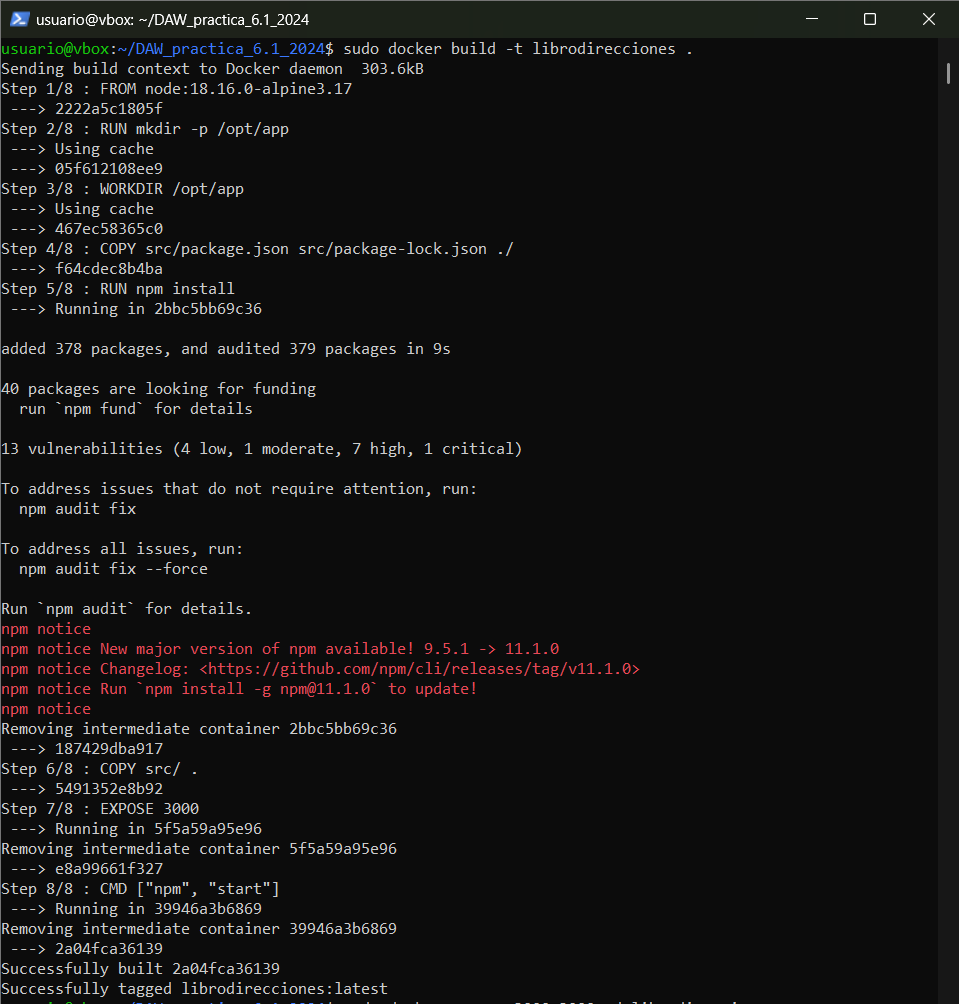 usuario@vbox: ~/DAW_practica_6.1_2024
usuario@vbox:~/DAW_practica_6.1_2024$ sudo docker build -t librodirecciones .
Sending build context to Docker daemon  303.6kB
Step 1/8 : FROM node:18.16.0-alpine3.17
 ---> 2222a5c1805f
Step 2/8 : RUN mkdir -p /opt/app
 ---> Using cache
 ---> 05f612108ee9
Step 3/8 : WORKDIR /opt/app
 ---> Using cache
 ---> 467ec58365c0
Step 4/8 : COPY src/package.json src/package-lock.json ./
 ---> f64cdec8b4ba
Step 5/8 : RUN npm install
 ---> Running in 2bbc5bb69c36
added 378 packages, and audited 379 packages in 9s
40 packages are looking for funding
  run `npm fund` for details
13 vulnerabilities (4 low, 1 moderate, 7 high, 1 critical)
To address issues that do not require attention, run:
  npm audit fix
To address all issues, run:
  npm audit fix --force
Run `npm audit` for details.
npm notice
npm notice New major version of npm available! 9.5.1 -> 11.1.0
npm notice Changelog: <https://github.com/npm/cli/releases/tag/v11.1.0>
npm notice Run `npm install -g npm@11.1.0` to update!
npm notice
Removing intermediate container 2bbc5bb69c36
 ---> 187429dba917
Step 6/8 : COPY src/ .
 ---> 5491352e8b92
Step 7/8 : EXPOSE 3000
 ---> Running in 5f5a59a95e96
Removing intermediate container 5f5a59a95e96
 ---> e8a99661f327
Step 8/8 : CMD ["npm", "start"]
 ---> Running in 39946a3b6869
Removing intermediate container 39946a3b6869
 ---> 2a04fca36139
Successfully built 2a04fca36139
Successfully tagged librodirecciones:latest